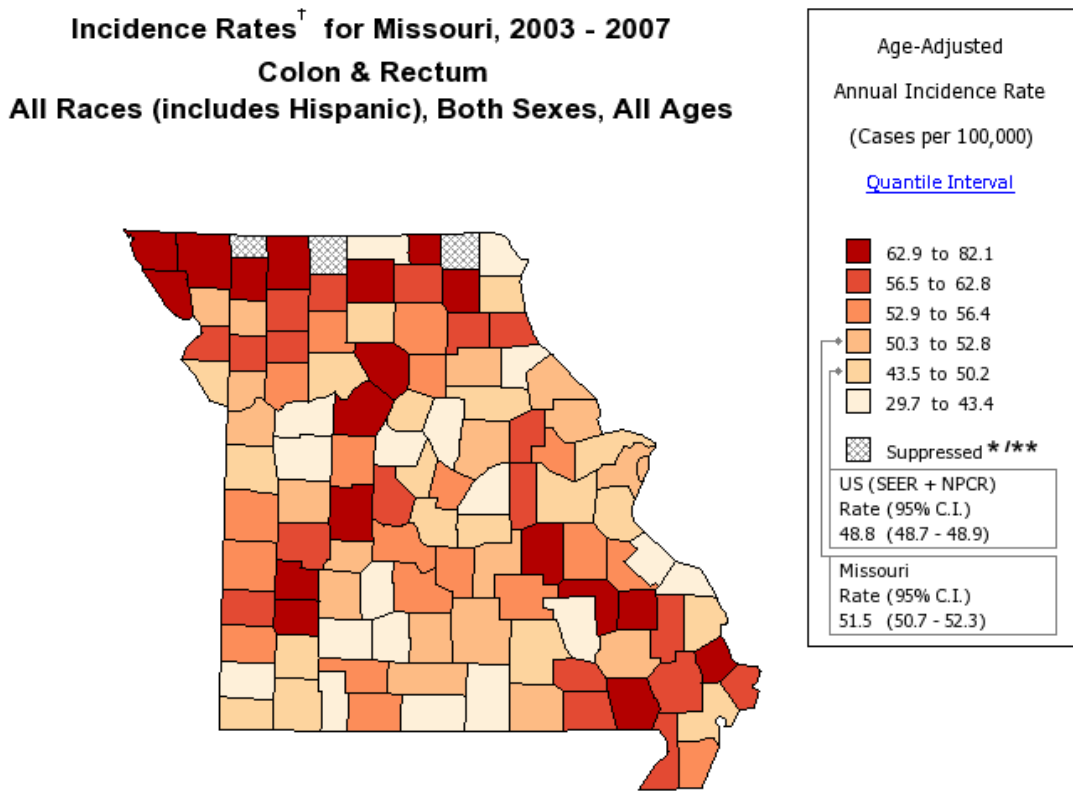 Incidence Rates† for Missouri, 2003 - 2007
Colon & Rectum
All Races (includes Hispanic), Both Sexes, All Ages
Age-Adjusted
Annual Incidence Rate
(Cases per 100,000)
Quantile Interval
62.9 to 82.1
56.5 to 62.8
52.9 to 56.4
50.3 to 52.8
43.5 to 50.2
29.7 to 43.4
Suppressed */**
US (SEER + NPCR)
Rate (95% C.I.)
48.8 (48.7 - 48.9)
Missouri
Rate (95% C.I.)
51.5 (50.7 - 52.3)